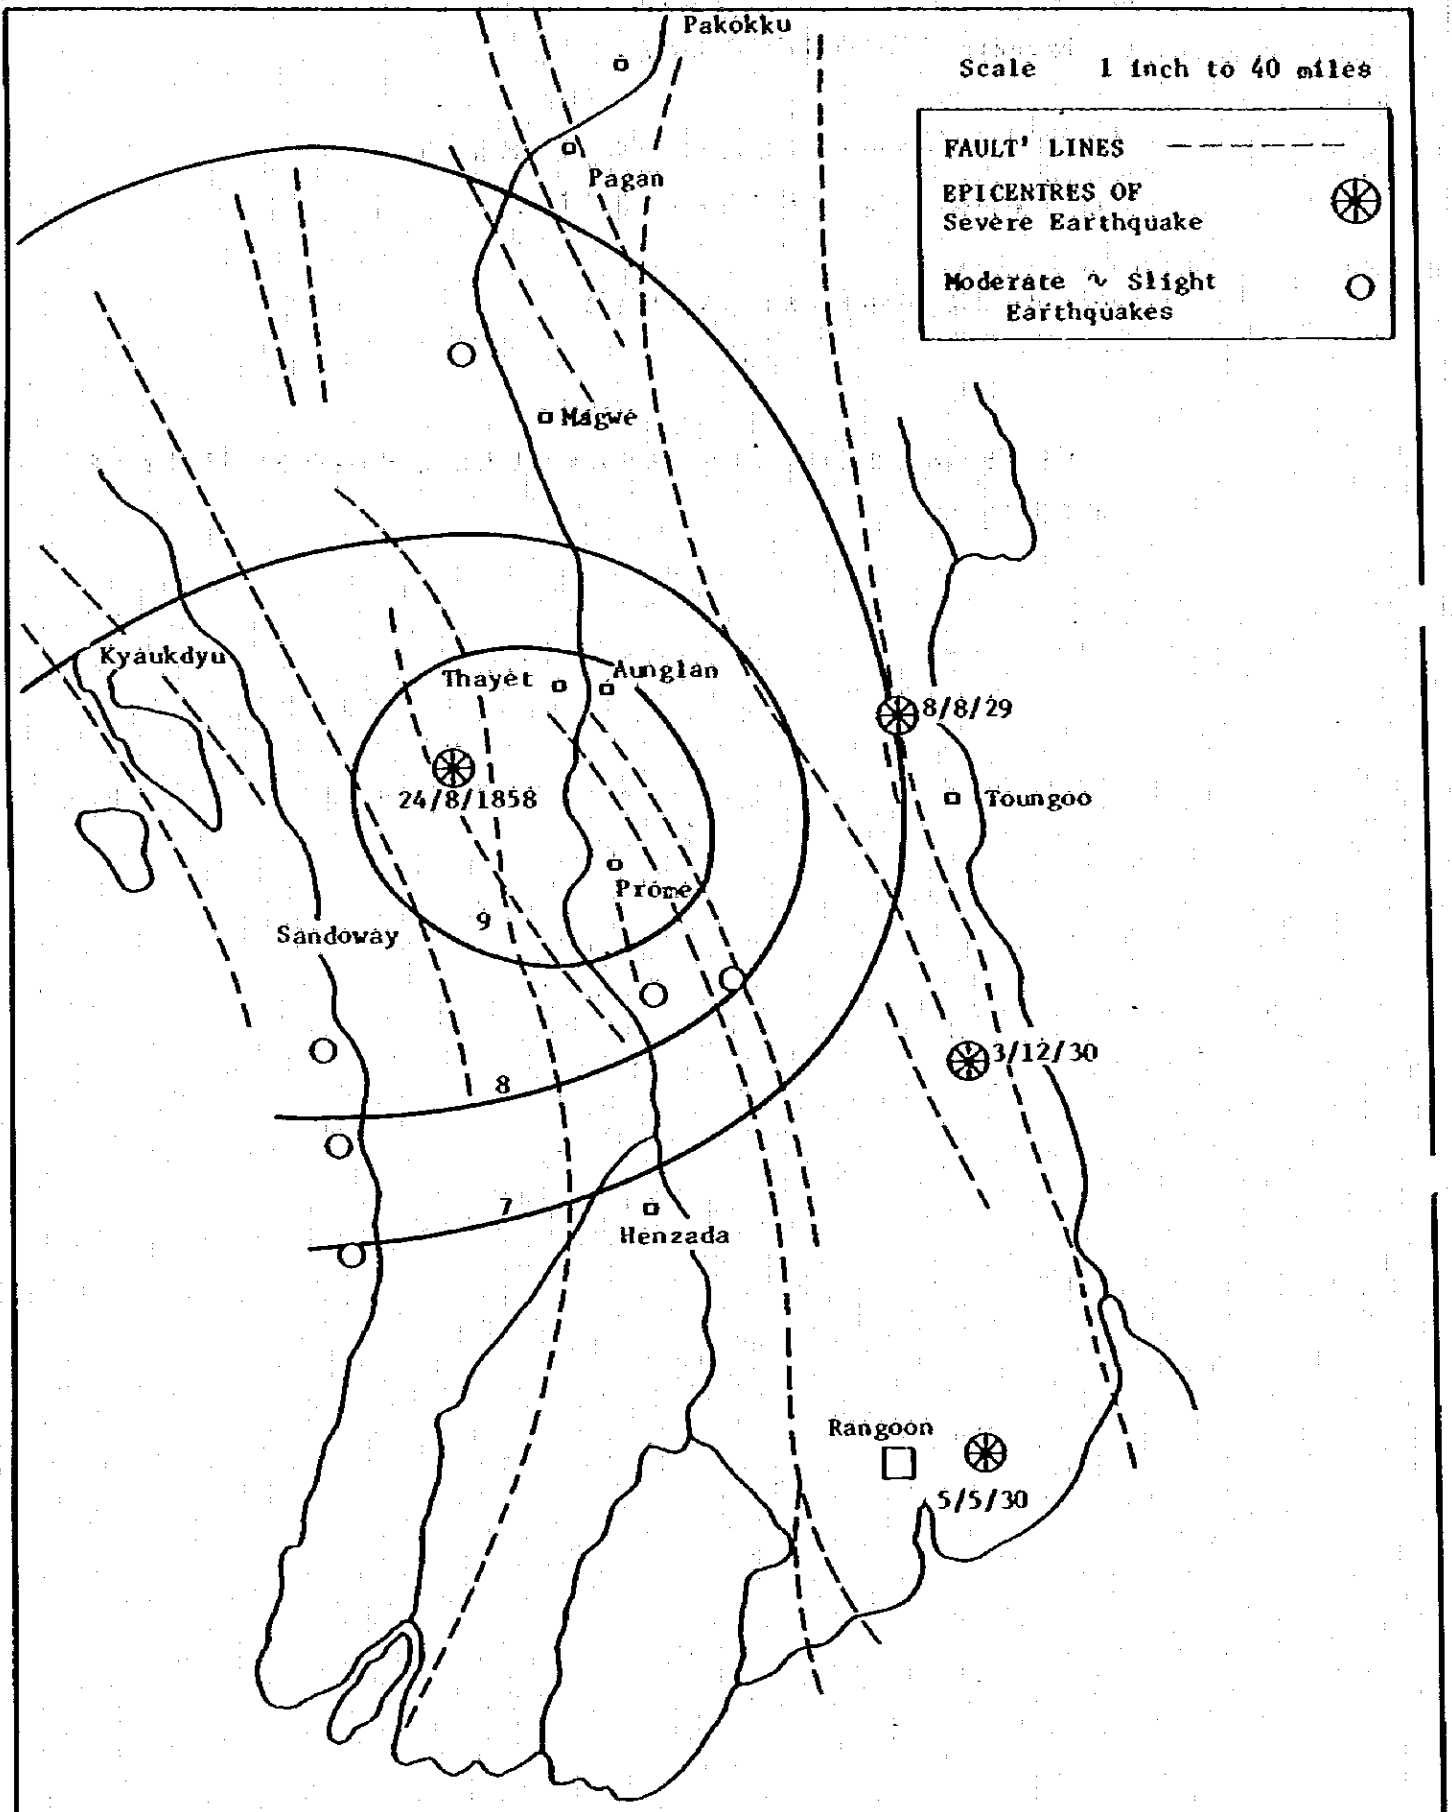 Pakokku
Scale 1 inch to 40 miles
FAULT' LINES
EPICENTRES OF
Severe Earthquake
Moderate ~ Slight
Earthquakes
Pagan
Magwe
Kyaukdyu
Thayet
Aunglan
8/8/29
24/8/1858
Toungoo
Prome
9
Sandoway
3/12/30
8
7
Henzada
Rangoon
5/5/30